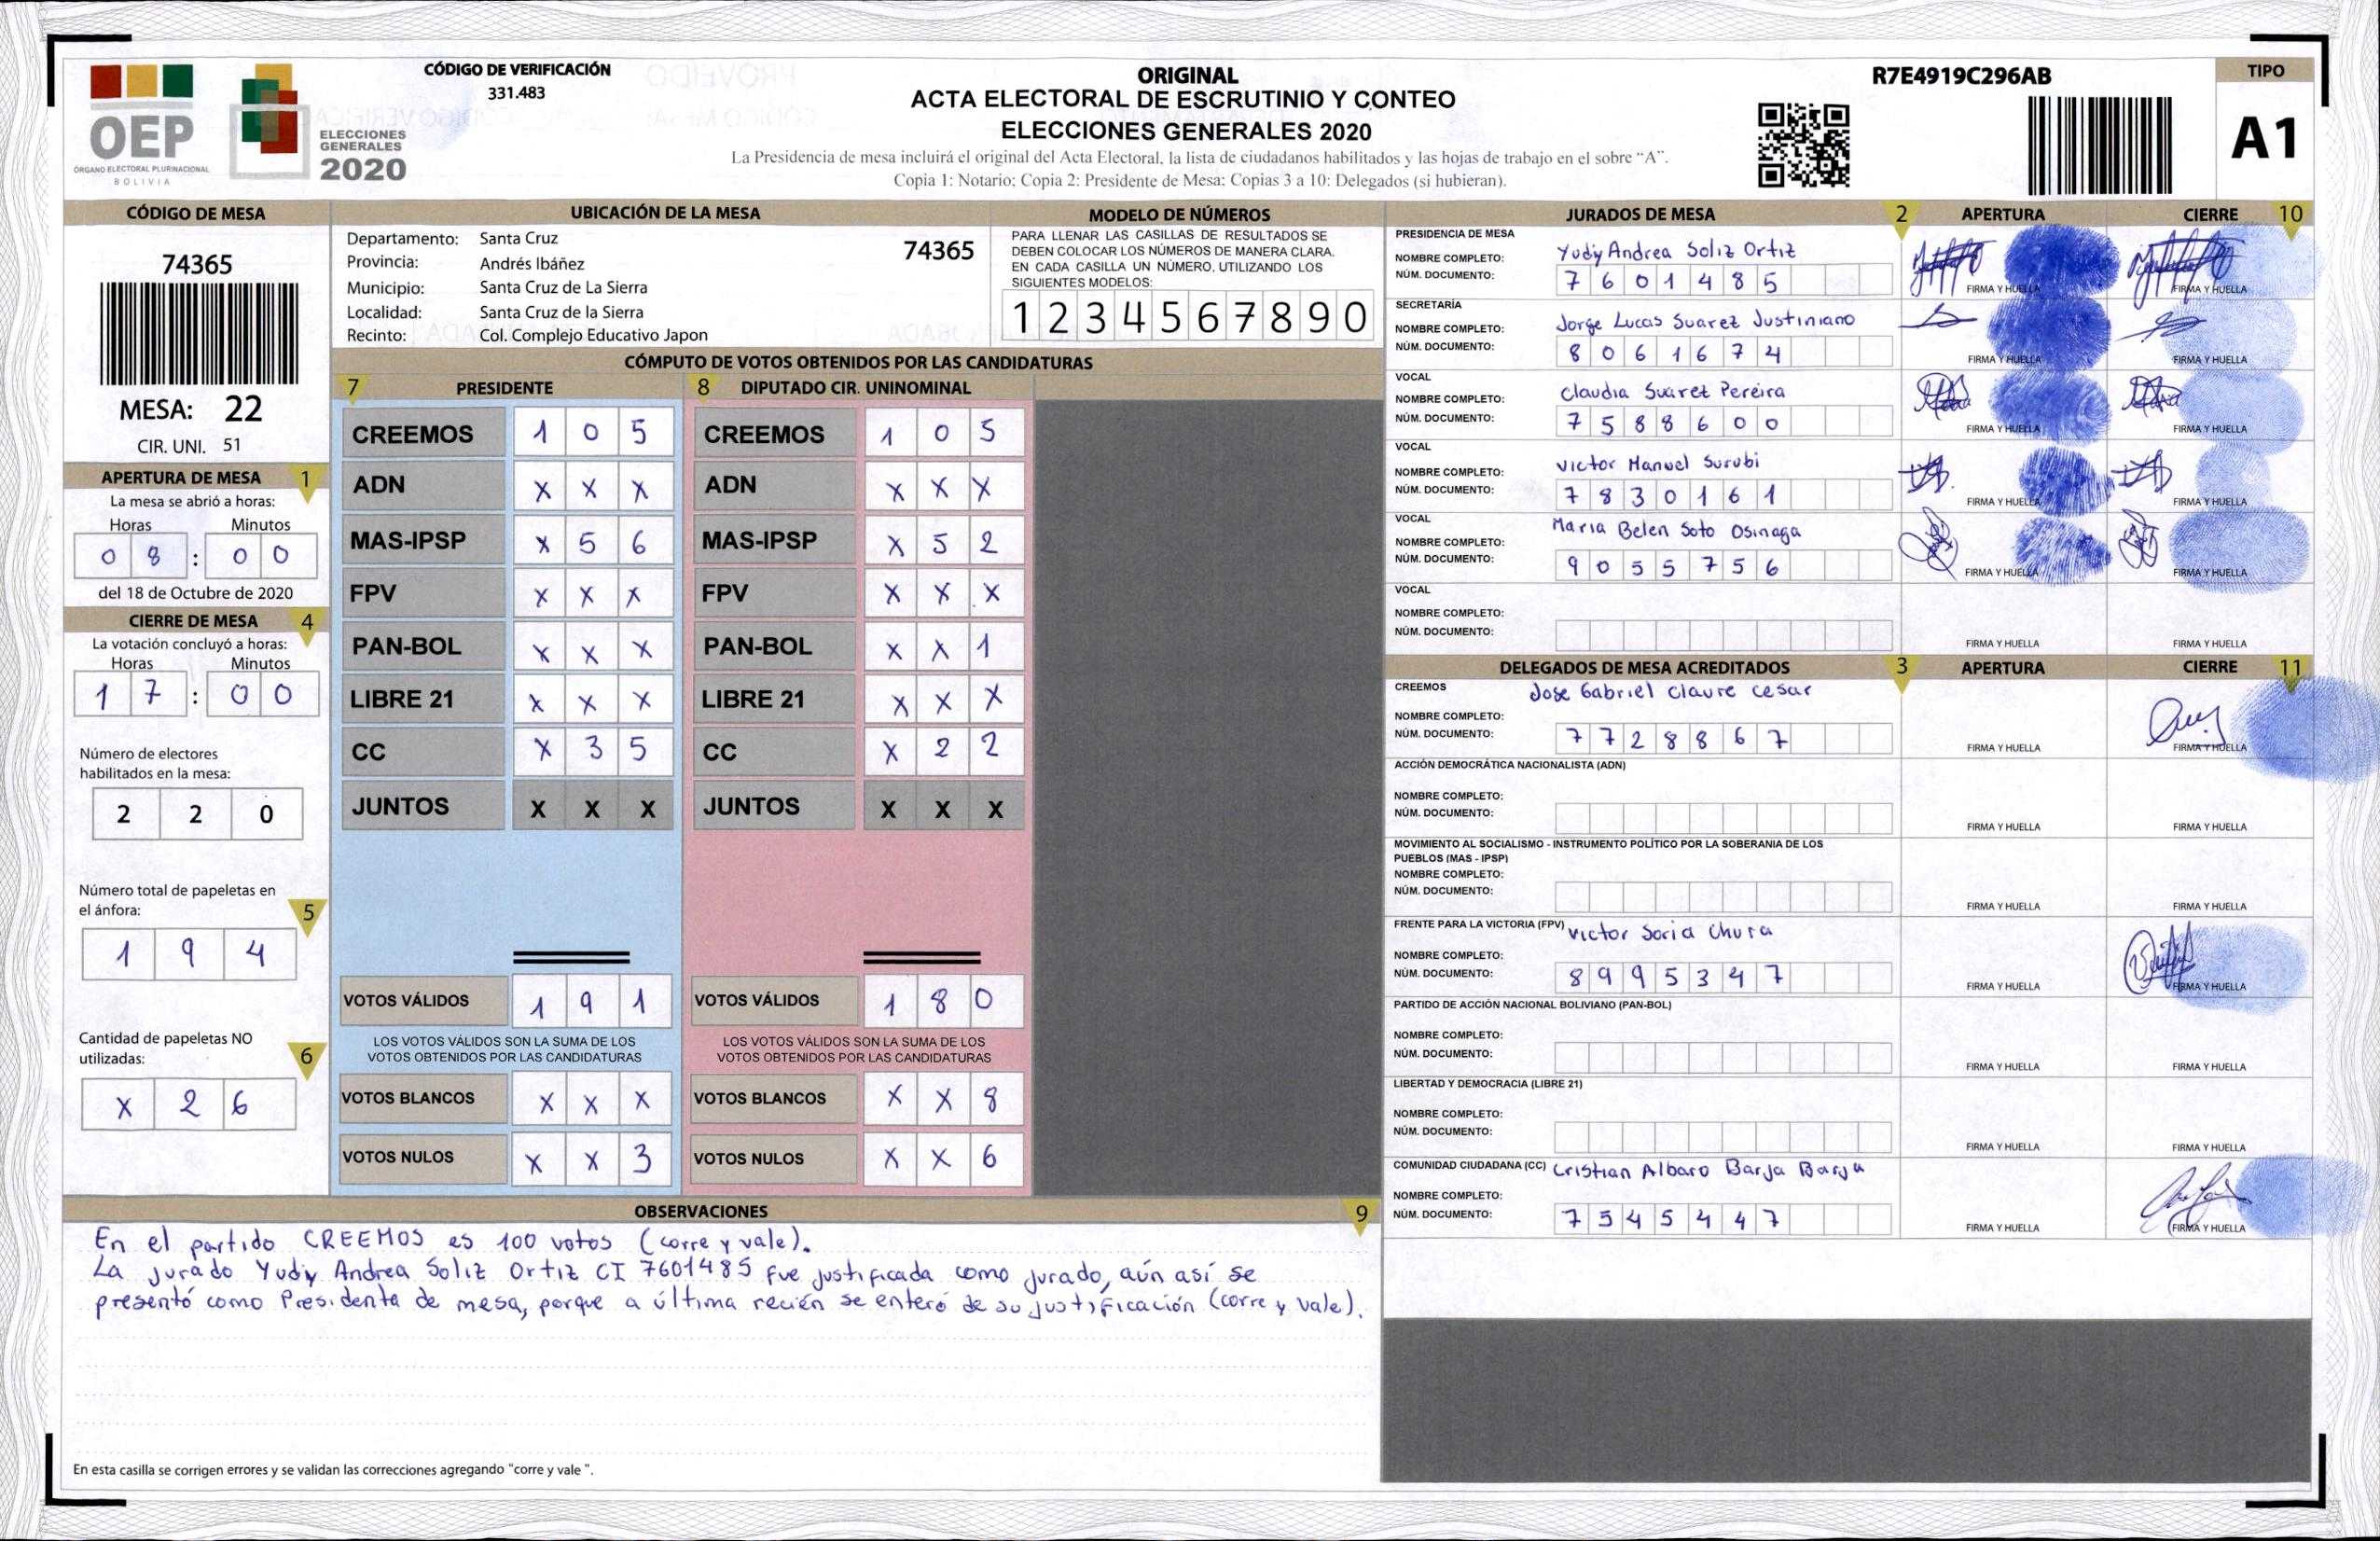 OEP
ÓRGANO ELECTORAL PLURINACIONAL
BOLIVIA
ELECCIONES
GENERALES
2020
CÓDIGO DE VERIFICACIÓN
331.483
ORIGINAL
ACTA ELECTORAL DE ESCRUTINIO Y CONTEO
ELECCIONES GENERALES 2020
La Presidencia de mesa incluirá el original del Acta Electoral, la lista de ciudadanos habilitados y las hojas de trabajo en el sobre “A”.
Copia 1: Notario; Copia 2: Presidente de Mesa; Copias 3 a 10: Delegados (si hubieran).
R7E4919C296AB
TIPO
A1
CÓDIGO DE MESA
74365
MESA: 22
CIR. UNI. 51
APERTURA DE MESA 1
La mesa se abrió a horas:
Horas Minutos
0 8 : 0 0
del 18 de Octubre de 2020
CIERRE DE MESA 4
La votación concluyó a horas:
Horas Minutos
1 7 : 0 0
Número de electores
habilitados en la mesa:
2 2 0
Número total de papeletas en
el ánfora: 5
1 9 4
Cantidad de papeletas NO
utilizadas: 6
X 2 6
UBICACIÓN DE LA MESA
Departamento: Santa Cruz 74365
Provincia: Andrés Ibáñez
Municipio: Santa Cruz de La Sierra
Localidad: Santa Cruz de la Sierra
Recinto: Col. Complejo Educativo Japon
MODELO DE NÚMEROS
PARA LLENAR LAS CASILLAS DE RESULTADOS SE
DEBEN COLOCAR LOS NÚMEROS DE MANERA CLARA.
EN CADA CASILLA UN NÚMERO, UTILIZANDO LOS
SIGUIENTES MODELOS:
1 2 3 4 5 6 7 8 9 0
CÓMPUTO DE VOTOS OBTENIDOS POR LAS CANDIDATURAS
7 PRESIDENTE 8 DIPUTADO CIR. UNINOMINAL
CREEMOS 1 0 5 CREEMOS 1 0 5
ADN X X X ADN X X X
MAS-IPSP X 5 6 MAS-IPSP X 5 2
FPV X X X FPV X X X
PAN-BOL X X X PAN-BOL X X 1
LIBRE 21 X X X LIBRE 21 X X X
CC X 3 5 CC X 2 2
JUNTOS X X X JUNTOS X X X
VOTOS VÁLIDOS 1 9 1 VOTOS VÁLIDOS 1 8 0
LOS VOTOS VÁLIDOS SON LA SUMA DE LOS LOS VOTOS VÁLIDOS SON LA SUMA DE LOS
VOTOS OBTENIDOS POR LAS CANDIDATURAS VOTOS OBTENIDOS POR LAS CANDIDATURAS
VOTOS BLANCOS X X X VOTOS BLANCOS X X 8
VOTOS NULOS X X 3 VOTOS NULOS X X 6
OBSERVACIONES 9
En el partido CREEMOS es 100 votos (corre y vale).
La jurado Yudiy Andrea Soliz Ortiz CI 7601485 fue justificada como jurado, aún así se
presentó como Presidenta de mesa, porque a última recién se enteró de su justificación (corre y vale).
En esta casilla se corrigen errores y se validan las correcciones agregando "corre y vale ".
JURADOS DE MESA 2 APERTURA CIERRE 10
PRESIDENCIA DE MESA
NOMBRE COMPLETO: Yudiy Andrea Soliz Ortiz
NÚM. DOCUMENTO: 7 6 0 1 4 8 5
FIRMA Y HUELLA FIRMA Y HUELLA
SECRETARÍA
NOMBRE COMPLETO: Jorge Lucas Suarez Justiniano
NÚM. DOCUMENTO: 8 0 6 1 6 7 4
FIRMA Y HUELLA FIRMA Y HUELLA
VOCAL
NOMBRE COMPLETO: Claudia Suarez Pereira
NÚM. DOCUMENTO: 7 5 8 8 6 0 0
FIRMA Y HUELLA FIRMA Y HUELLA
VOCAL
NOMBRE COMPLETO: Victor Manuel Surubi
NÚM. DOCUMENTO: 7 8 3 0 1 6 1
FIRMA Y HUELLA FIRMA Y HUELLA
VOCAL
NOMBRE COMPLETO: Maria Belen Soto Osinaga
NÚM. DOCUMENTO: 9 0 5 5 7 5 6
FIRMA Y HUELLA FIRMA Y HUELLA
VOCAL
NOMBRE COMPLETO:
NÚM. DOCUMENTO:
FIRMA Y HUELLA FIRMA Y HUELLA
DELEGADOS DE MESA ACREDITADOS 3 APERTURA CIERRE 11
CREEMOS Jose Gabriel Claure Cesar
NOMBRE COMPLETO:
NÚM. DOCUMENTO: 7 7 2 8 8 6 7
FIRMA Y HUELLA FIRMA Y HUELLA
ACCIÓN DEMOCRÁTICA NACIONALISTA (ADN)
NOMBRE COMPLETO:
NÚM. DOCUMENTO:
FIRMA Y HUELLA FIRMA Y HUELLA
MOVIMIENTO AL SOCIALISMO - INSTRUMENTO POLÍTICO POR LA SOBERANIA DE LOS
PUEBLOS (MAS - IPSP)
NOMBRE COMPLETO:
NÚM. DOCUMENTO:
FIRMA Y HUELLA FIRMA Y HUELLA
FRENTE PARA LA VICTORIA (FPV) Victor Soria Chura
NOMBRE COMPLETO:
NÚM. DOCUMENTO: 8 9 9 5 3 4 7
FIRMA Y HUELLA FIRMA Y HUELLA
PARTIDO DE ACCIÓN NACIONAL BOLIVIANO (PAN-BOL)
NOMBRE COMPLETO:
NÚM. DOCUMENTO:
FIRMA Y HUELLA FIRMA Y HUELLA
LIBERTAD Y DEMOCRACIA (LIBRE 21)
NOMBRE COMPLETO:
NÚM. DOCUMENTO:
FIRMA Y HUELLA FIRMA Y HUELLA
COMUNIDAD CIUDADANA (CC) Cristian Albaro Barja Barja
NOMBRE COMPLETO:
NÚM. DOCUMENTO: 7 5 4 5 4 4 7
FIRMA Y HUELLA FIRMA Y HUELLA